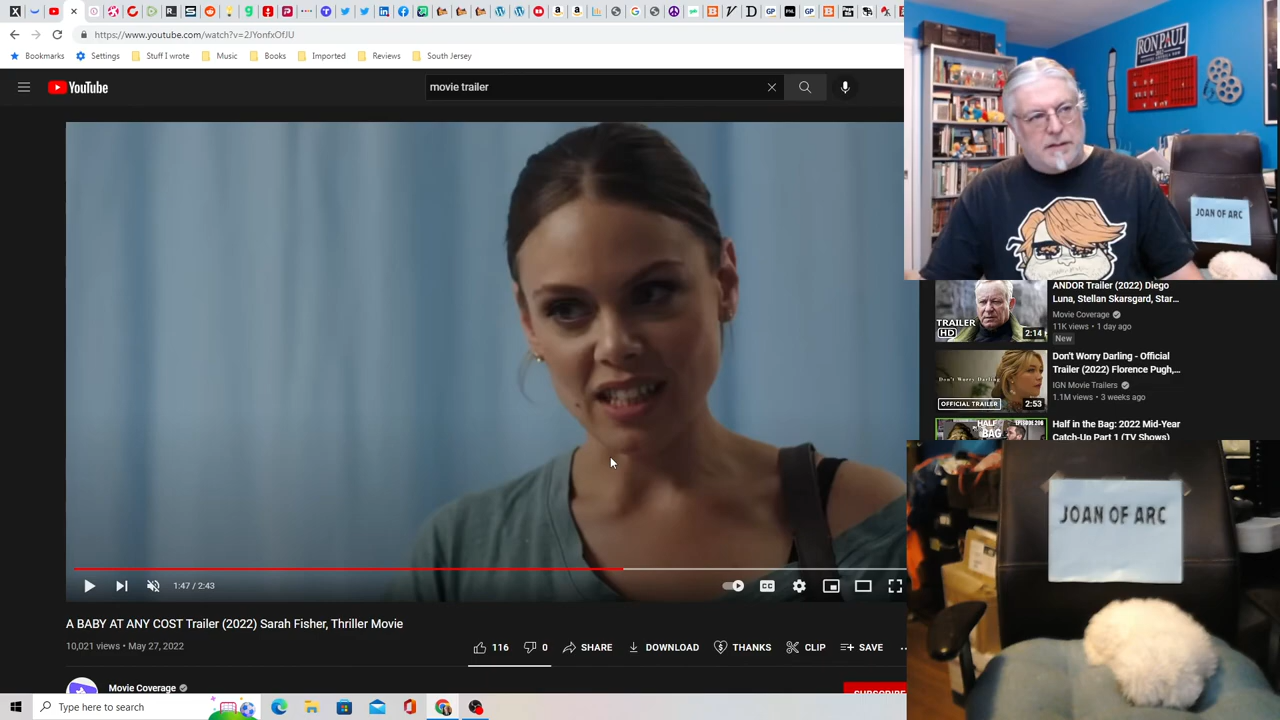 https://www.youtube.com/watch?v=2JYonfxOfJU
Bookmarks
Settings
Stuff I wrote
Music
Books
Imported
Reviews
South Jersey
YouTube
movie trailer
RON PAUL
JOAN OF ARC
ANDOR Trailer (2022) Diego
Luna, Stellan Skarsgard, Star...
Movie Coverage
11K views • 1 day ago
New
TRAILER
HD
2:14
Don't Worry Darling - Official
Trailer (2022) Florence Pugh,...
IGN Movie Trailers
1.1M views • 3 weeks ago
OFFICIAL TRAILER
2:53
Half in the Bag: 2022 Mid-Year
Catch-Up Part 1 (TV Shows)
HALF
BAG
JOAN OF ARC
1:47 / 2:43
CC
A BABY AT ANY COST Trailer (2022) Sarah Fisher, Thriller Movie
10,021 views • May 27, 2022
116
0
SHARE
DOWNLOAD
THANKS
CLIP
SAVE
Movie Coverage
Type here to search